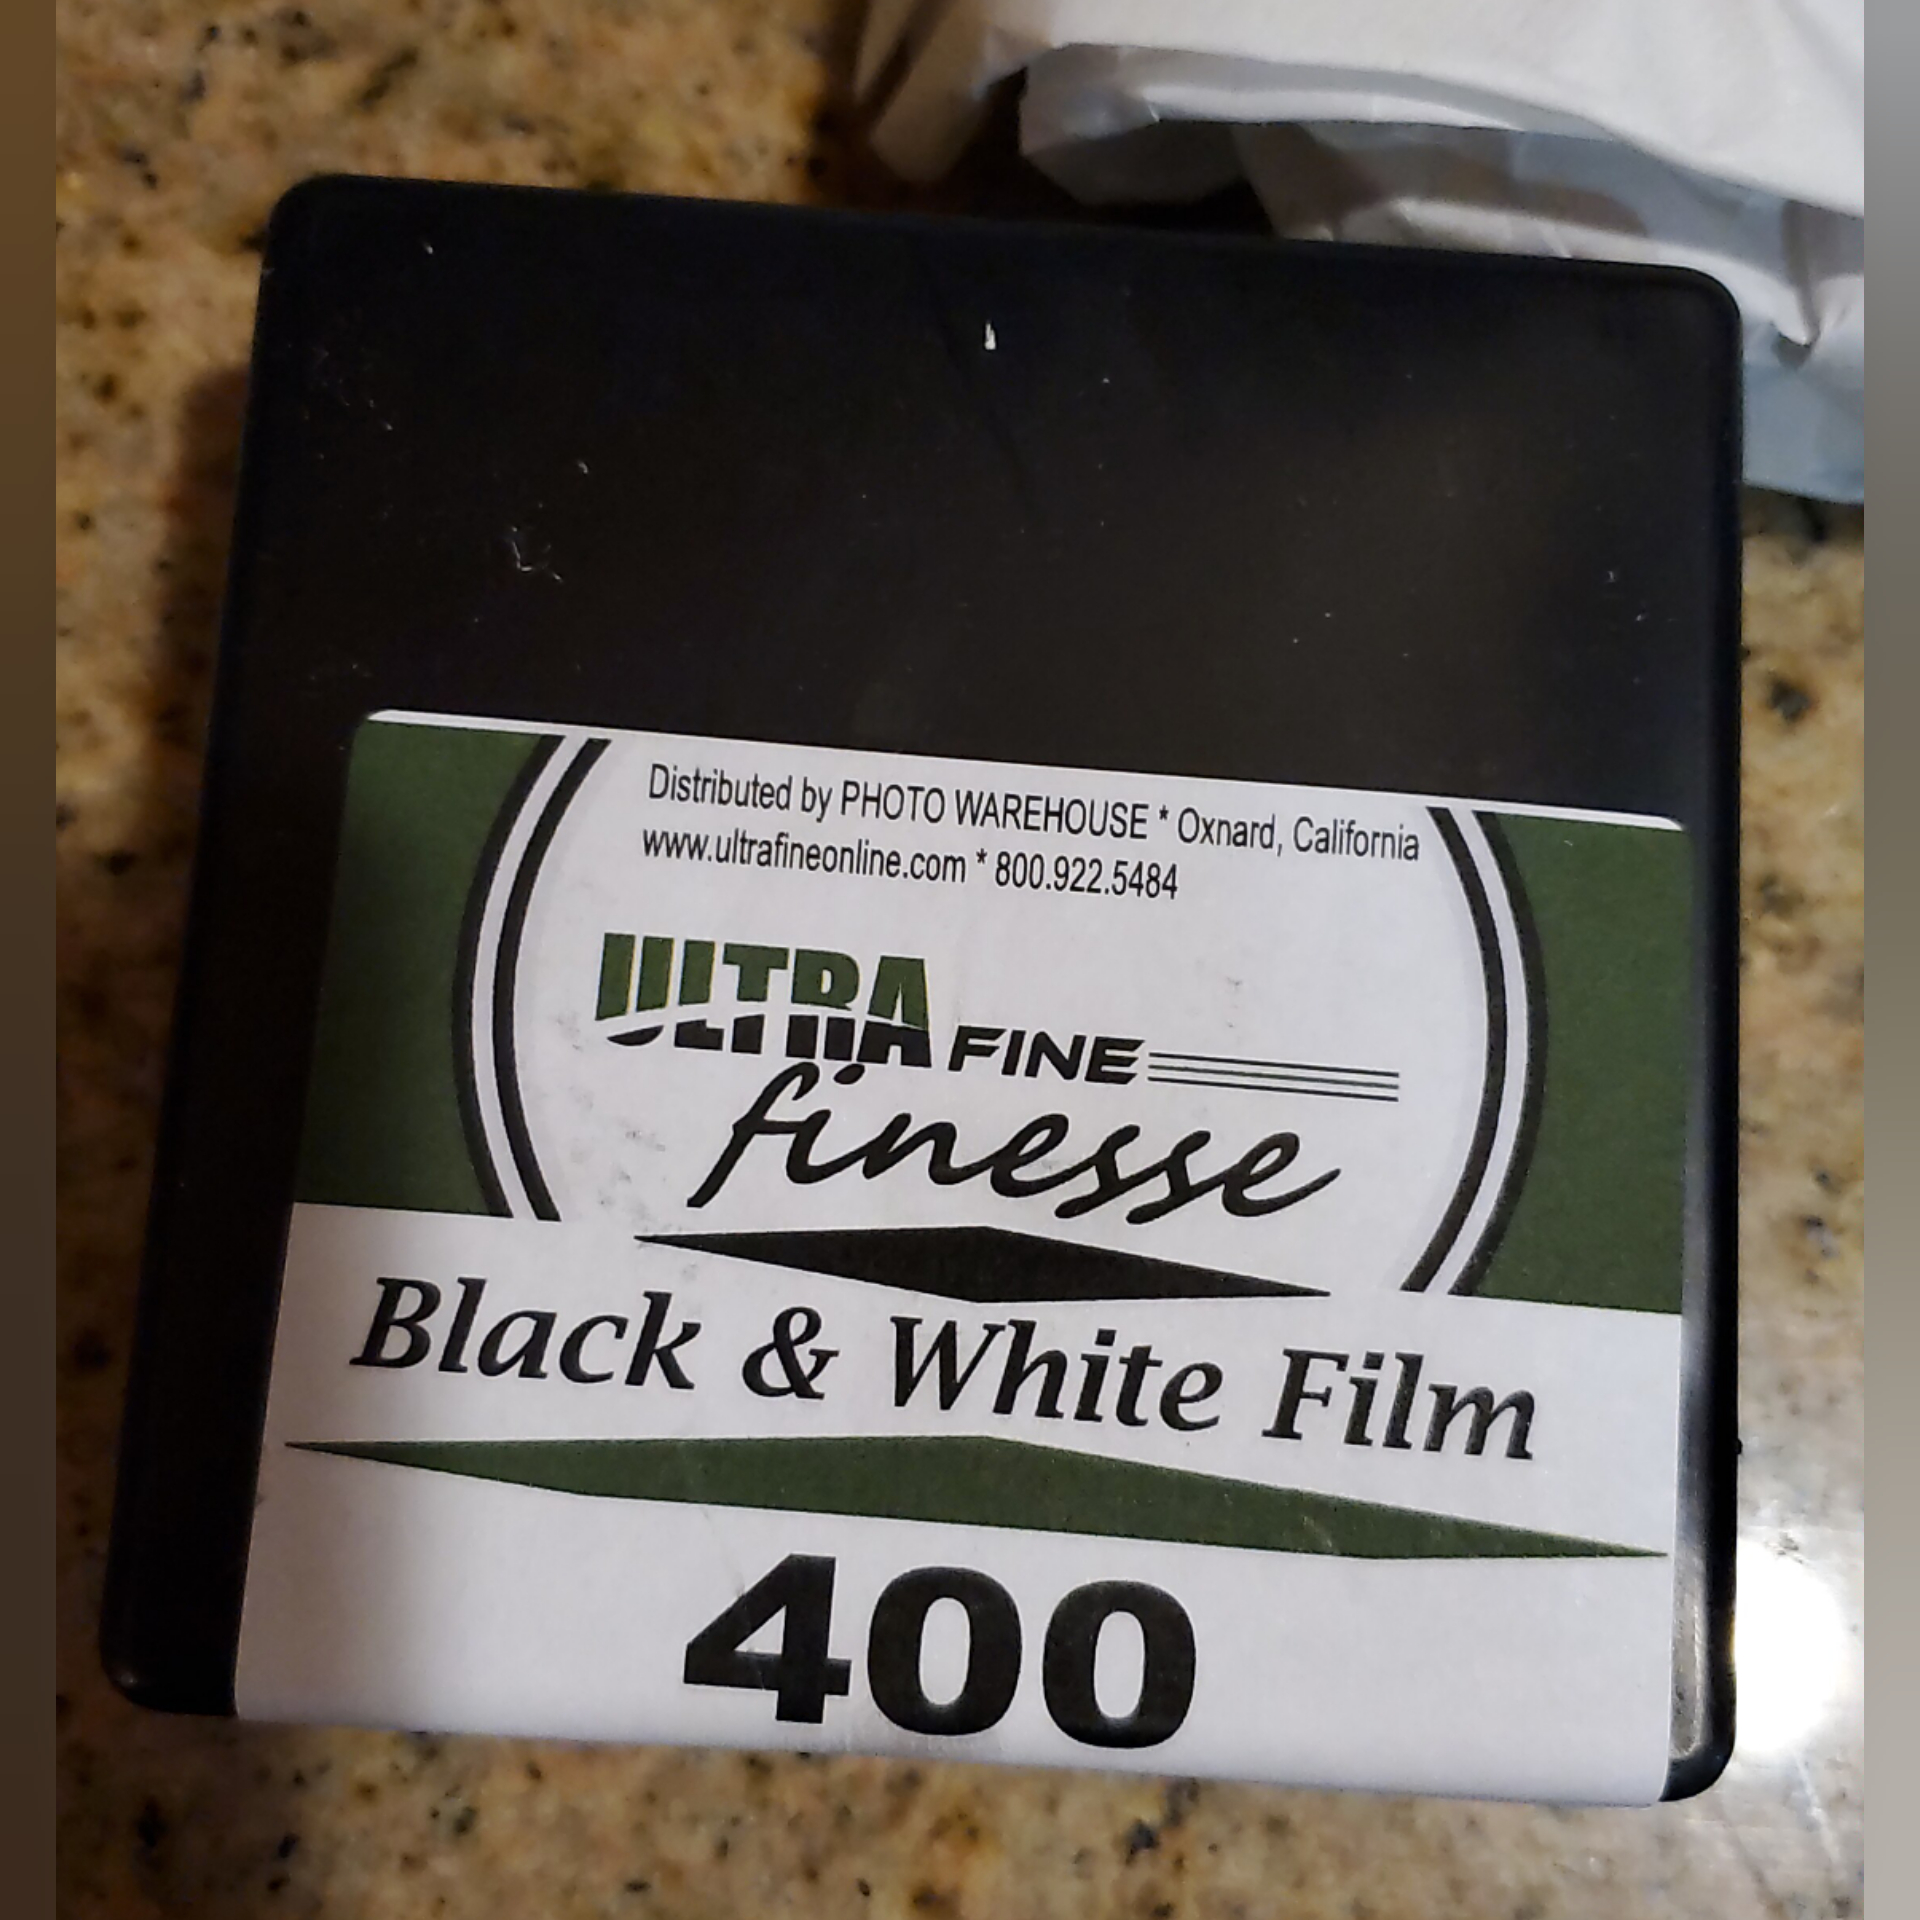 Distributed by PHOTO WAREHOUSE * Oxnard, California
www.ultrafineonline.com * 800.922.5484
ULTRA FINE
finesse
Black & White Film
400